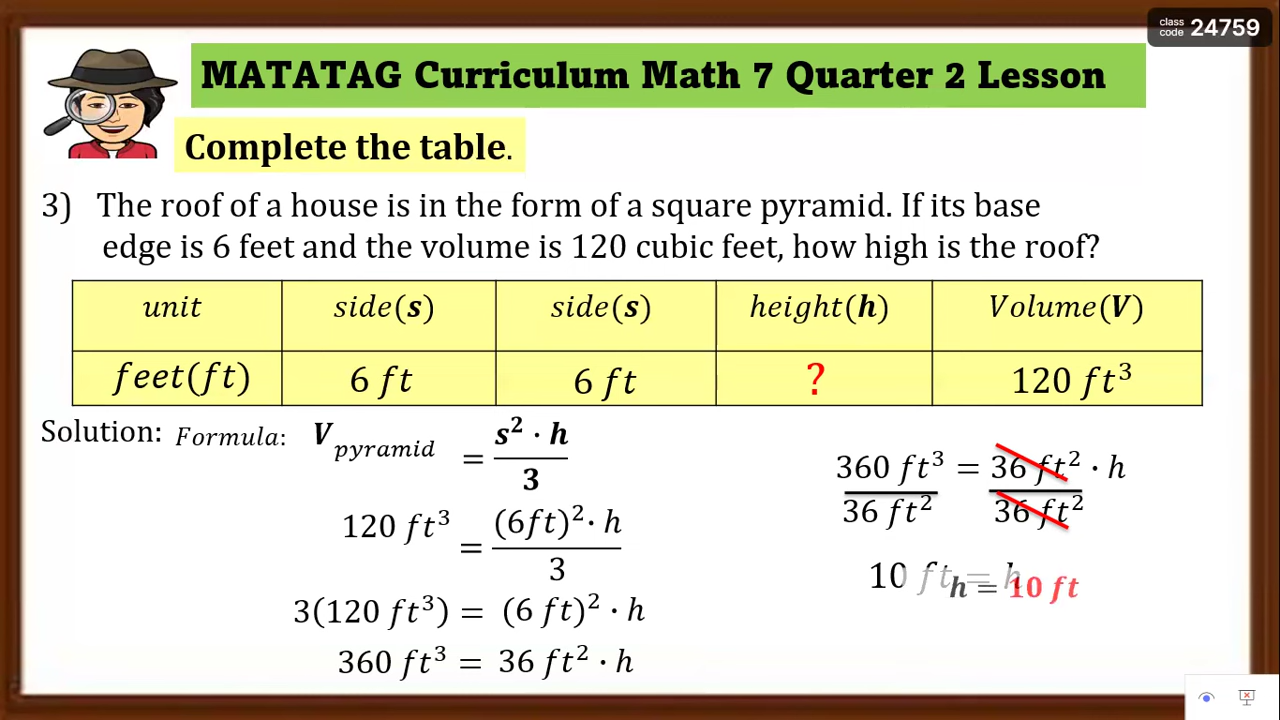 class code 24759
MATATAG Curriculum Math 7 Quarter 2 Lesson
Complete the table.
3) The roof of a house is in the form of a square pyramid. If its base
edge is 6 feet and the volume is 120 cubic feet, how high is the roof?
unit side(s) side(s) height(h) Volume(V)
feet(ft) 6 ft 6 ft ? 120 ft³
Solution: Formula: V_pyramid = s² · h / 3
120 ft³ = (6ft)² · h / 3
3(120 ft³) = (6 ft)² · h
360 ft³ = 36 ft² · h
360 ft³ = 36 ft² · h
36 ft² 36 ft²
10 ft = h
h = 10 ft